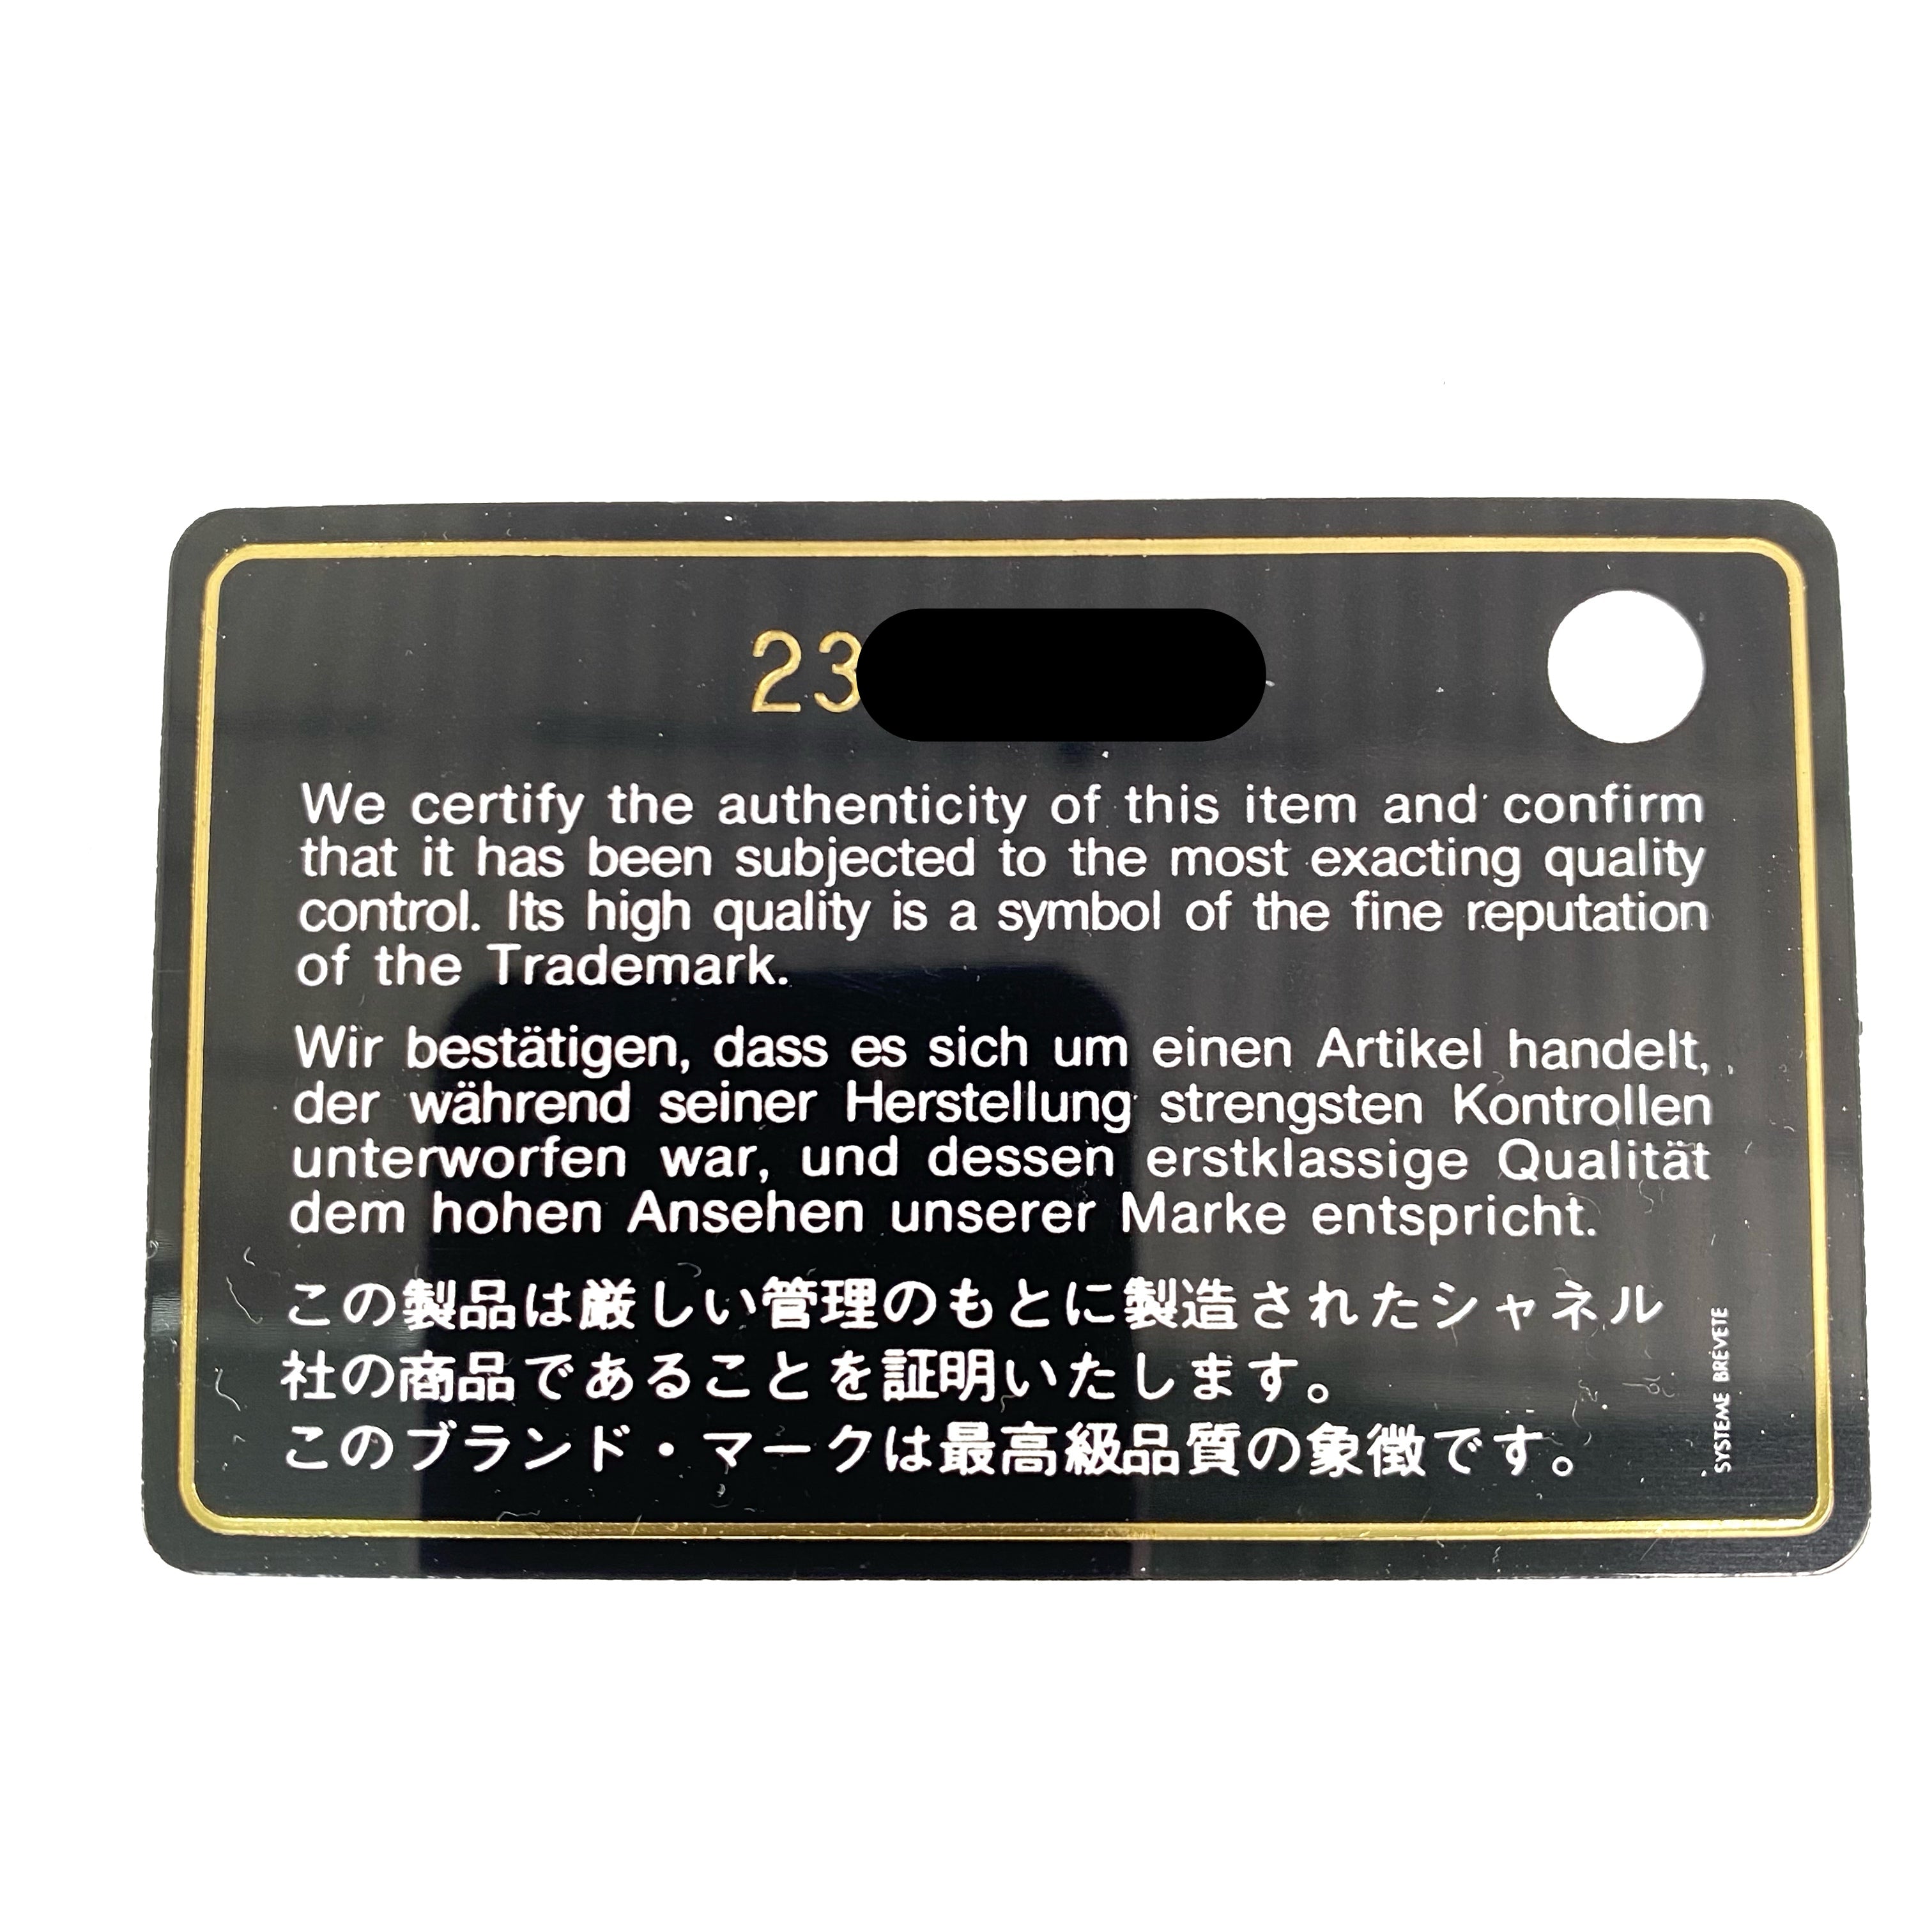 23
We certify the authenticity of this item and confirm
that it has been subjected to the most exacting quality
control. Its high quality is a symbol of the fine reputation
of the Trademark.
Wir bestätigen, dass es sich um einen Artikel handelt,
der während seiner Herstellung strengsten Kontrollen
unterworfen war, und dessen erstklassige Qualität
dem hohen Ansehen unserer Marke entspricht.
この製品は厳しい管理のもとに製造されたシャネル
社の商品であることを証明いたします。
このブランド・マークは最高級品質の象徴です。
SYSTEME BREVETE